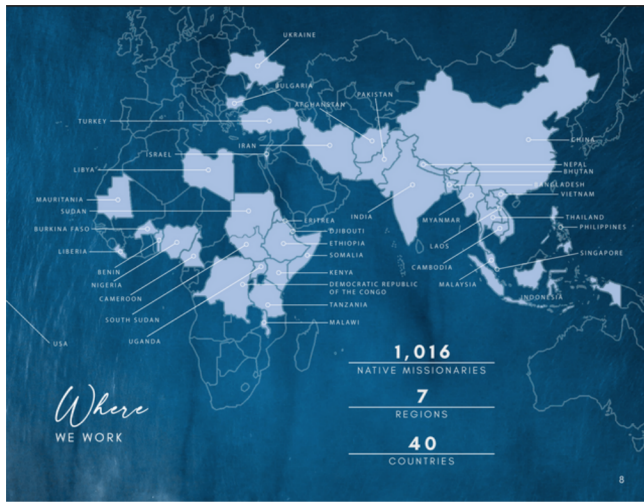 UKRAINE
BULGARIA
PAKISTAN
AFGHANISTAN
TURKEY
CHINA
ISRAEL
IRAN
NEPAL
LIBYA
BHUTAN
BANGLADESH
VIETNAM
MAURITANIA
SUDAN
ERITREA
INDIA
MYANMAR
THAILAND
BURKINA FASO
DJIBOUTI
PHILIPPINES
ETHIOPIA
LAOS
LIBERIA
SOMALIA
SINGAPORE
BENIN
KENYA
CAMBODIA
NIGERIA
DEMOCRATIC REPUBLIC
OF THE CONGO
MALAYSIA
CAMEROON
INDONESIA
TANZANIA
SOUTH SUDAN
MALAWI
USA
UGANDA
1,016
NATIVE MISSIONARIES
7
REGIONS
40
COUNTRIES
Where
WE WORK
8